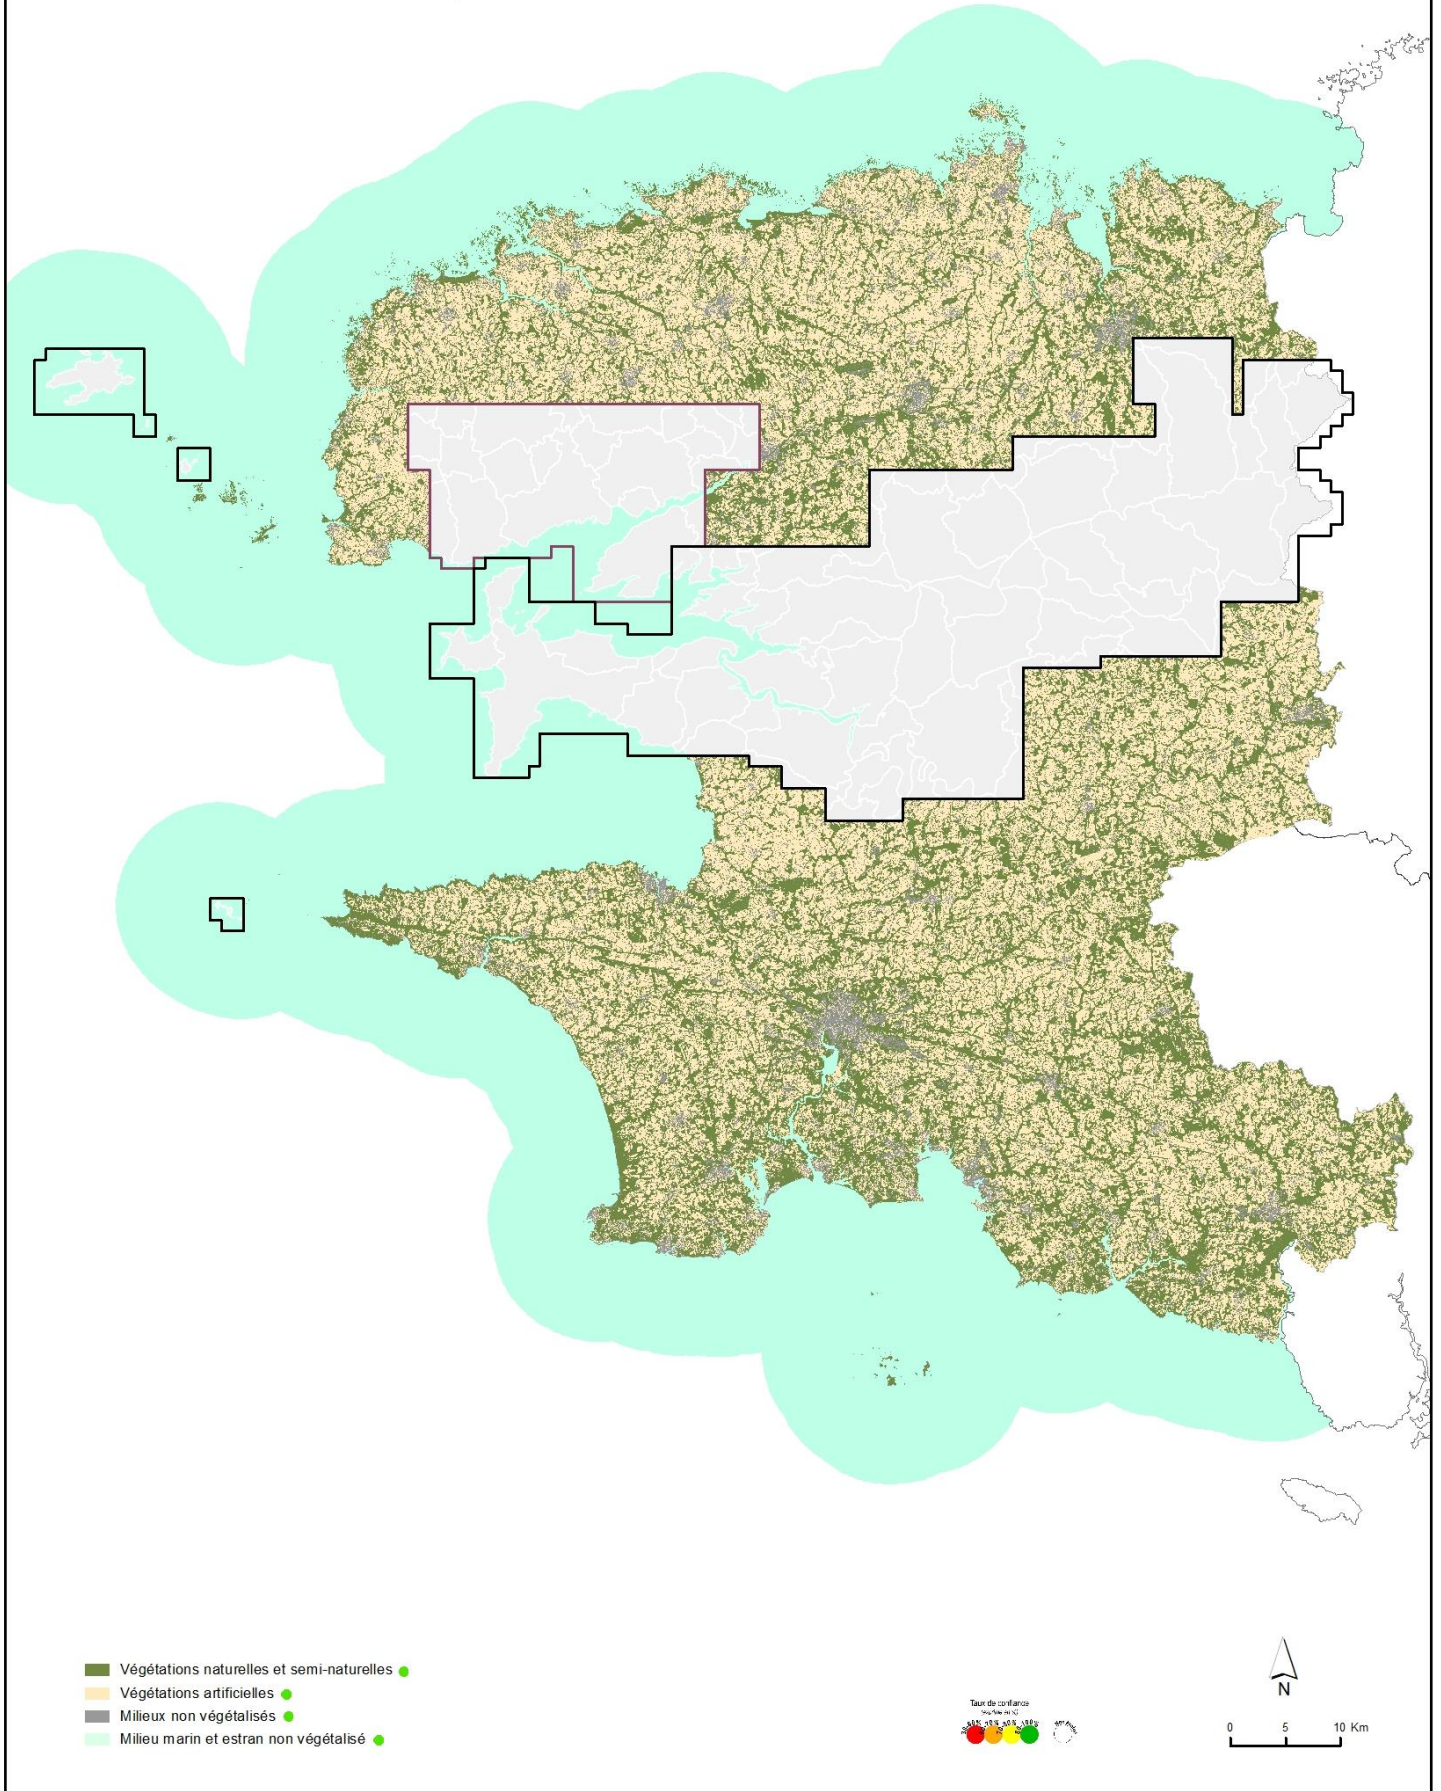 Végétations naturelles et semi-naturelles
Végétations artificielles
Milieux non végétalisés
Milieu marin et estran non végétalisé
Taux de confiance
N
0 5 10 Km